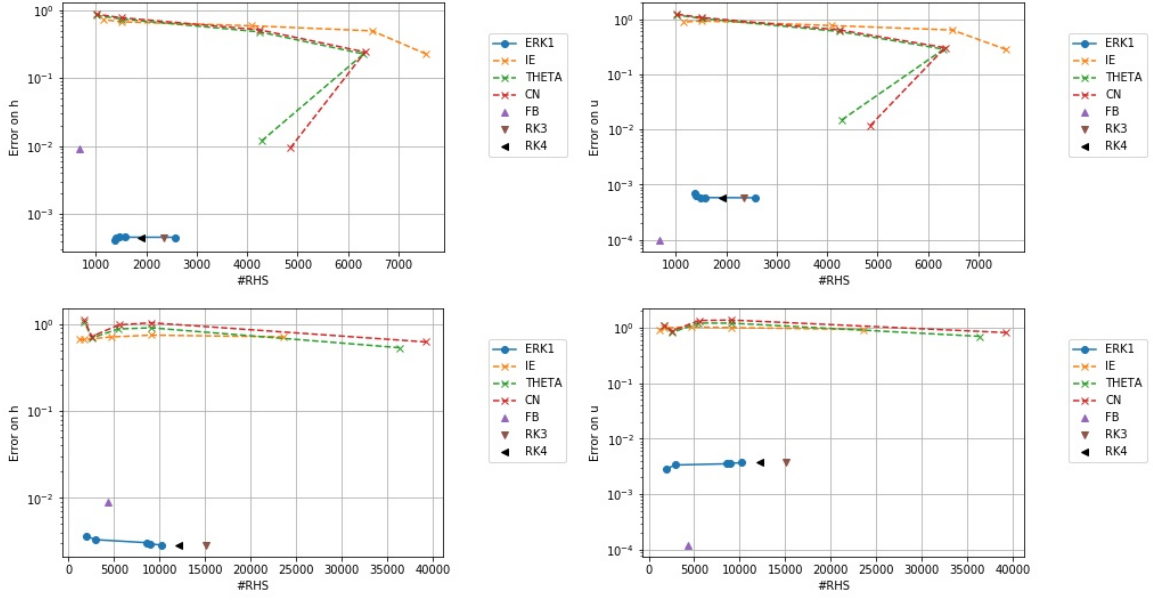 10⁰
10⁻¹
10⁻²
10⁻³
Error on h
1000 2000 3000 4000 5000 6000 7000
#RHS
ERK1
IE
THETA
CN
FB
RK3
RK4
10⁰
10⁻¹
10⁻²
10⁻³
10⁻⁴
Error on u
1000 2000 3000 4000 5000 6000 7000
#RHS
ERK1
IE
THETA
CN
FB
RK3
RK4
10⁰
10⁻¹
10⁻²
Error on h
0 5000 10000 15000 20000 25000 30000 35000 40000
#RHS
ERK1
IE
THETA
CN
FB
RK3
RK4
10⁰
10⁻¹
10⁻²
10⁻³
10⁻⁴
Error on u
0 5000 10000 15000 20000 25000 30000 35000 40000
#RHS
ERK1
IE
THETA
CN
FB
RK3
RK4